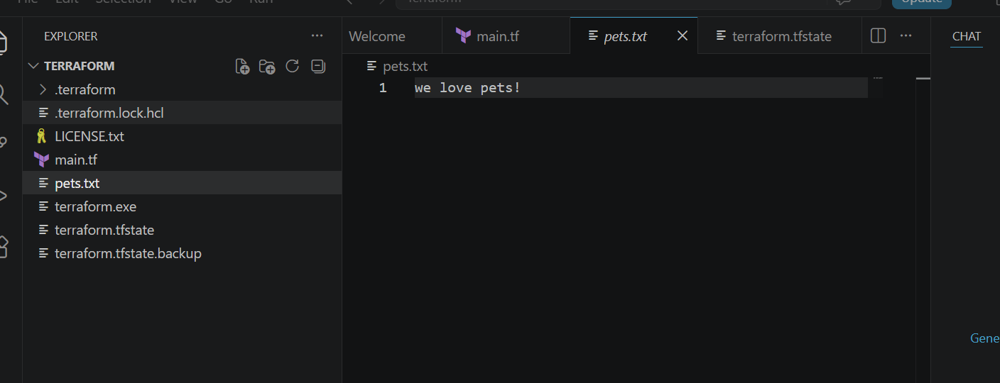 File Edit Selection View Go Run
Terraform
Update
EXPLORER
TERRAFORM
.terraform
.terraform.lock.hcl
LICENSE.txt
main.tf
pets.txt
terraform.exe
terraform.tfstate
terraform.tfstate.backup
Welcome
main.tf
pets.txt
terraform.tfstate
pets.txt
1 we love pets!
CHAT
Gene